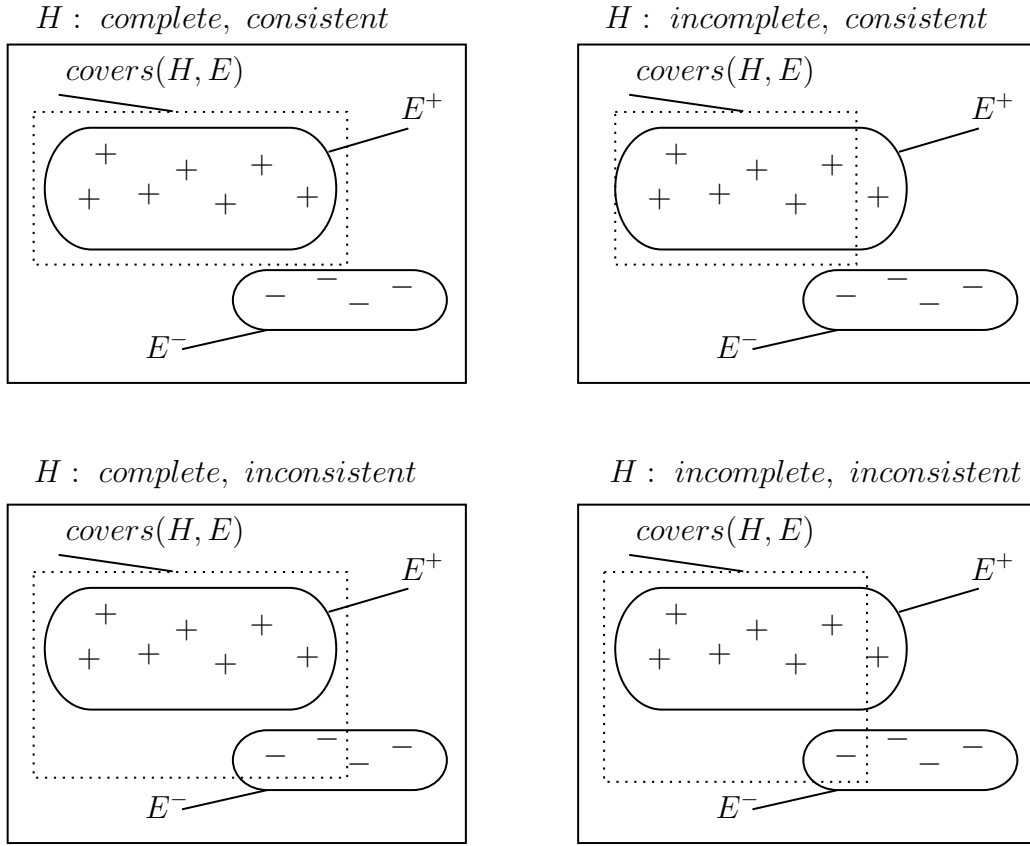 H : complete, consistent
covers(H, E)
E⁺
+ + + + + + +
− − − −
E⁻
H : incomplete, consistent
covers(H, E)
E⁺
+ + + + + + +
− − − −
E⁻
H : complete, inconsistent
covers(H, E)
E⁺
+ + + + + + +
− − − −
E⁻
H : incomplete, inconsistent
covers(H, E)
E⁺
+ + + + + + +
− − − −
E⁻